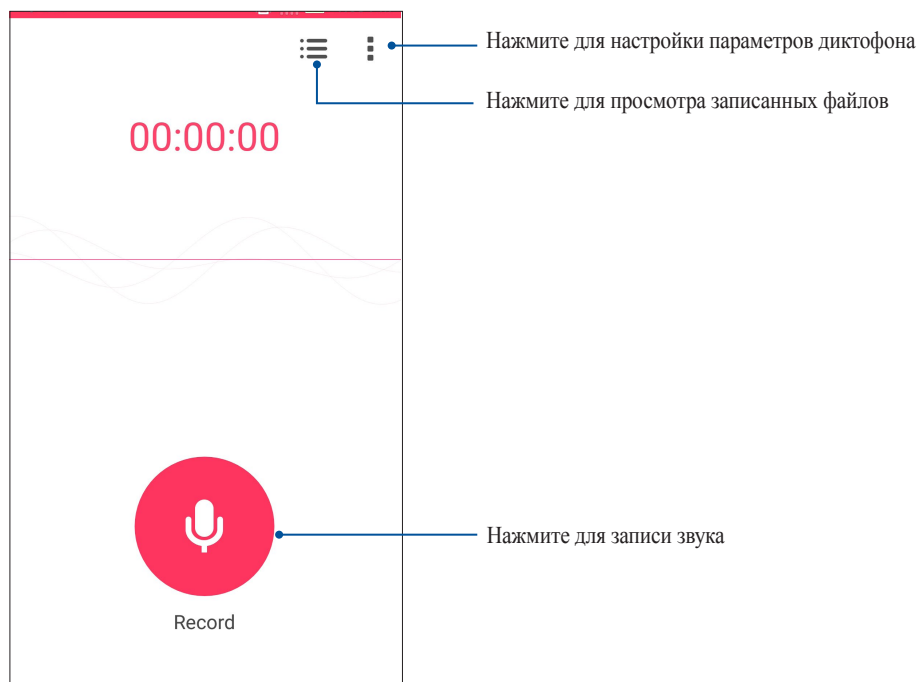 Нажмите для настройки параметров диктофона
Нажмите для просмотра записанных файлов
00:00:00
Нажмите для записи звука
Record